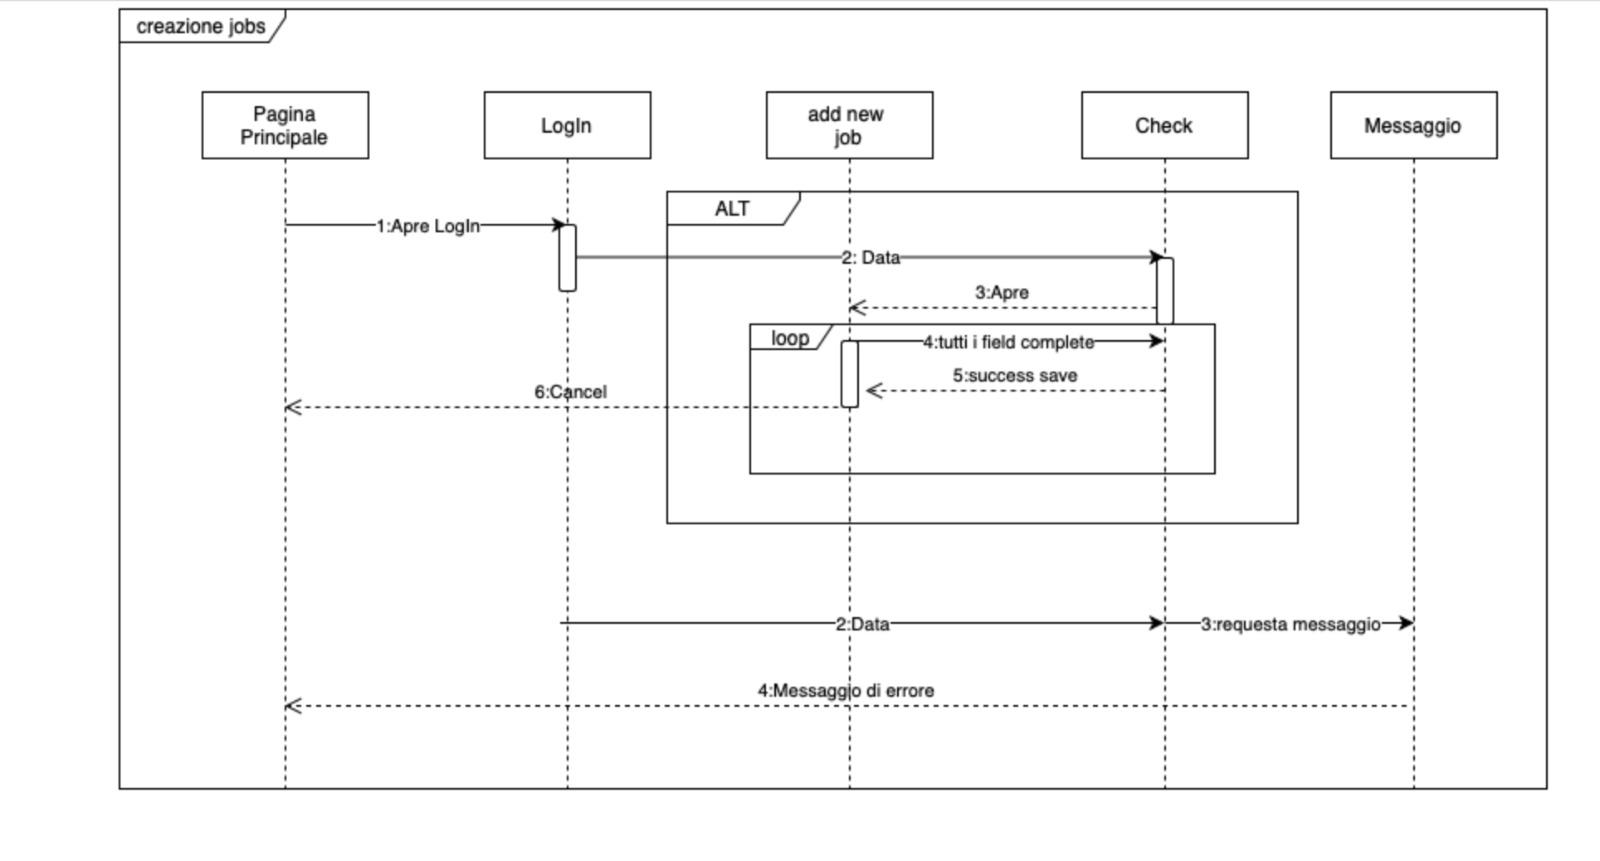 creazione jobs
Pagina
Principale
LogIn
add new
job
Check
Messaggio
ALT
1:Apre LogIn
2: Data
3:Apre
loop
4:tutti i field complete
5:success save
6:Cancel
2:Data
3:requesta messaggio
4:Messaggio di errore